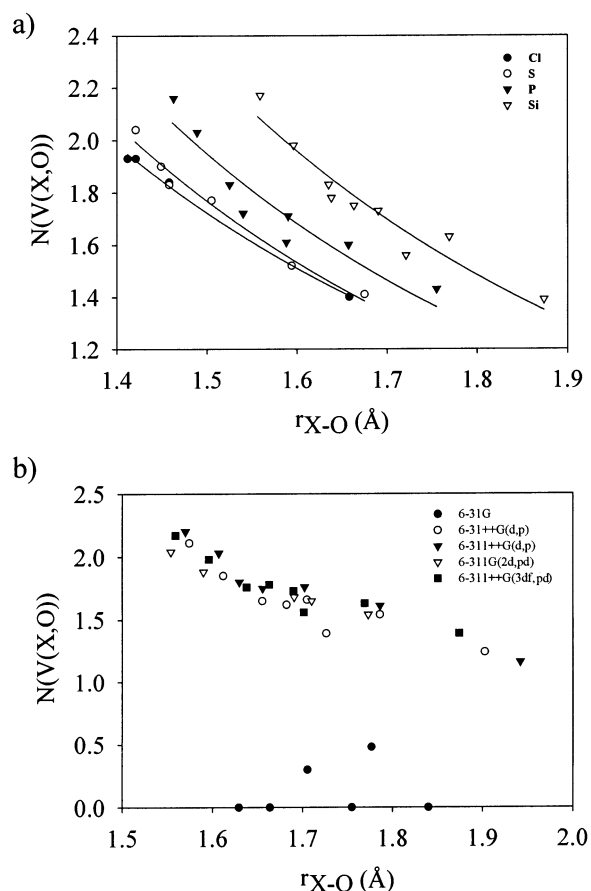 a)
2.4
2.2
2.0
1.8
1.6
1.4
1.2
N(V(X,O))
Cl
S
P
Si
1.4 1.5 1.6 1.7 1.8 1.9
rX-O (Å)
b)
2.5
2.0
1.5
1.0
0.5
0.0
N(V(X,O))
6-31G
6-31++G(d,p)
6-311++G(d,p)
6-311G(2d,pd)
6-311++G(3df,pd)
1.5 1.6 1.7 1.8 1.9 2.0
rX-O (Å)